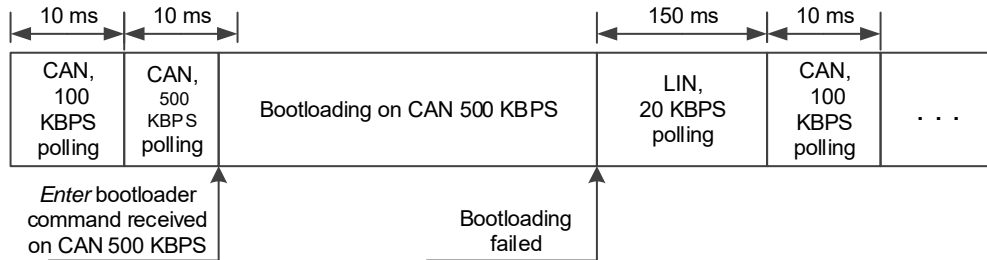 10 ms
10 ms
150 ms
10 ms
CAN,
100
KBPS
polling
CAN,
500
KBPS
polling
Bootloading on CAN 500 KBPS
LIN,
20 KBPS
polling
CAN,
100
KBPS
polling
. . .
Enter bootloader
command received
on CAN 500 KBPS
Bootloading
failed